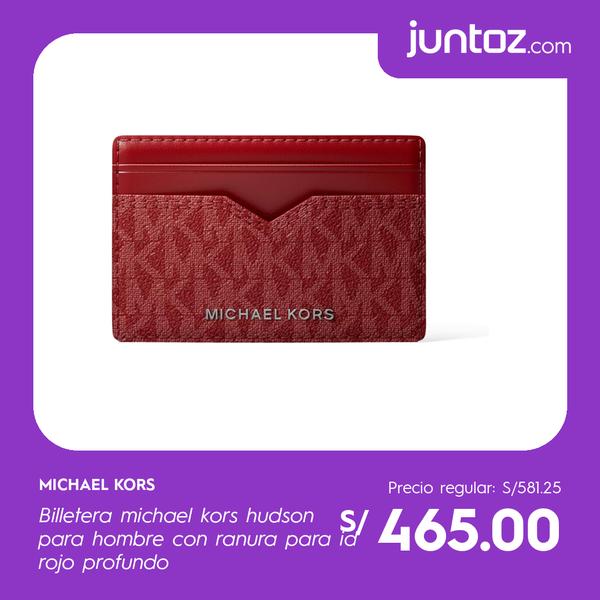 juntoz.com
MICHAEL KORS
MICHAEL KORS
Billetera michael kors hudson
para hombre con ranura para id
rojo profundo
Precio regular: S/581.25
S/ 465.00